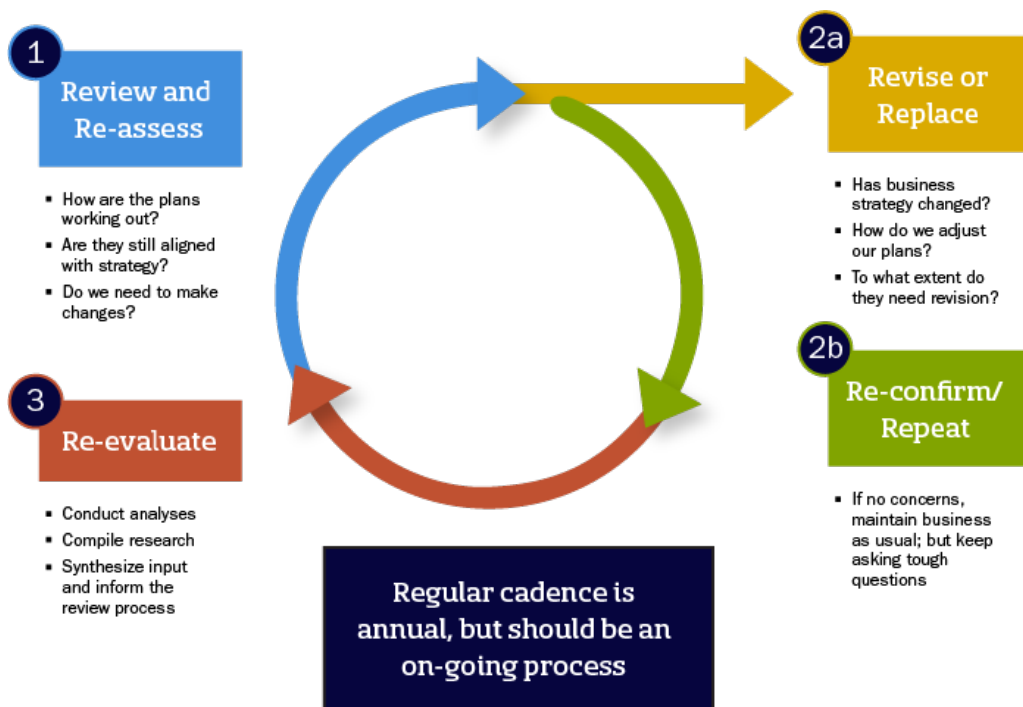 1
Review and
Re-assess
▪ How are the plans
working out?
▪ Are they still aligned
with strategy?
▪ Do we need to make
changes?
2a
Revise or
Replace
▪ Has business
strategy changed?
▪ How do we adjust
our plans?
▪ To what extent do
they need revision?
2b
Re-confirm/
Repeat
▪ If no concerns,
maintain business
as usual; but keep
asking tough
questions
3
Re-evaluate
▪ Conduct analyses
▪ Compile research
▪ Synthesize input
and inform the
review process
Regular cadence is
annual, but should be an
on-going process